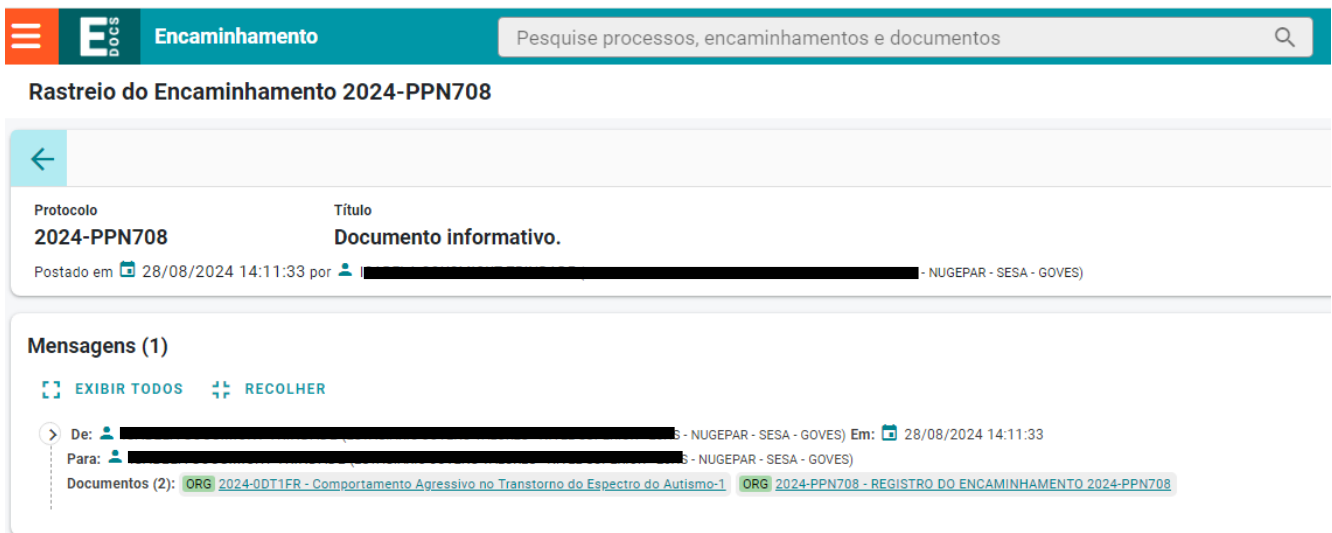 E DOCS Encaminhamento Pesquise processos, encaminhamentos e documentos
Rastreio do Encaminhamento 2024-PPN708
Protocolo Título
2024-PPN708 Documento informativo.
Postado em 28/08/2024 14:11:33 por - NUGEPAR - SESA - GOVES)
Mensagens (1)
EXIBIR TODOS RECOLHER
De: - NUGEPAR - SESA - GOVES) Em: 28/08/2024 14:11:33
Para: - NUGEPAR - SESA - GOVES)
Documentos (2): ORG 2024-0DT1FR - Comportamento Agressivo no Transtorno do Espectro do Autismo-1 ORG 2024-PPN708 - REGISTRO DO ENCAMINHAMENTO 2024-PPN708